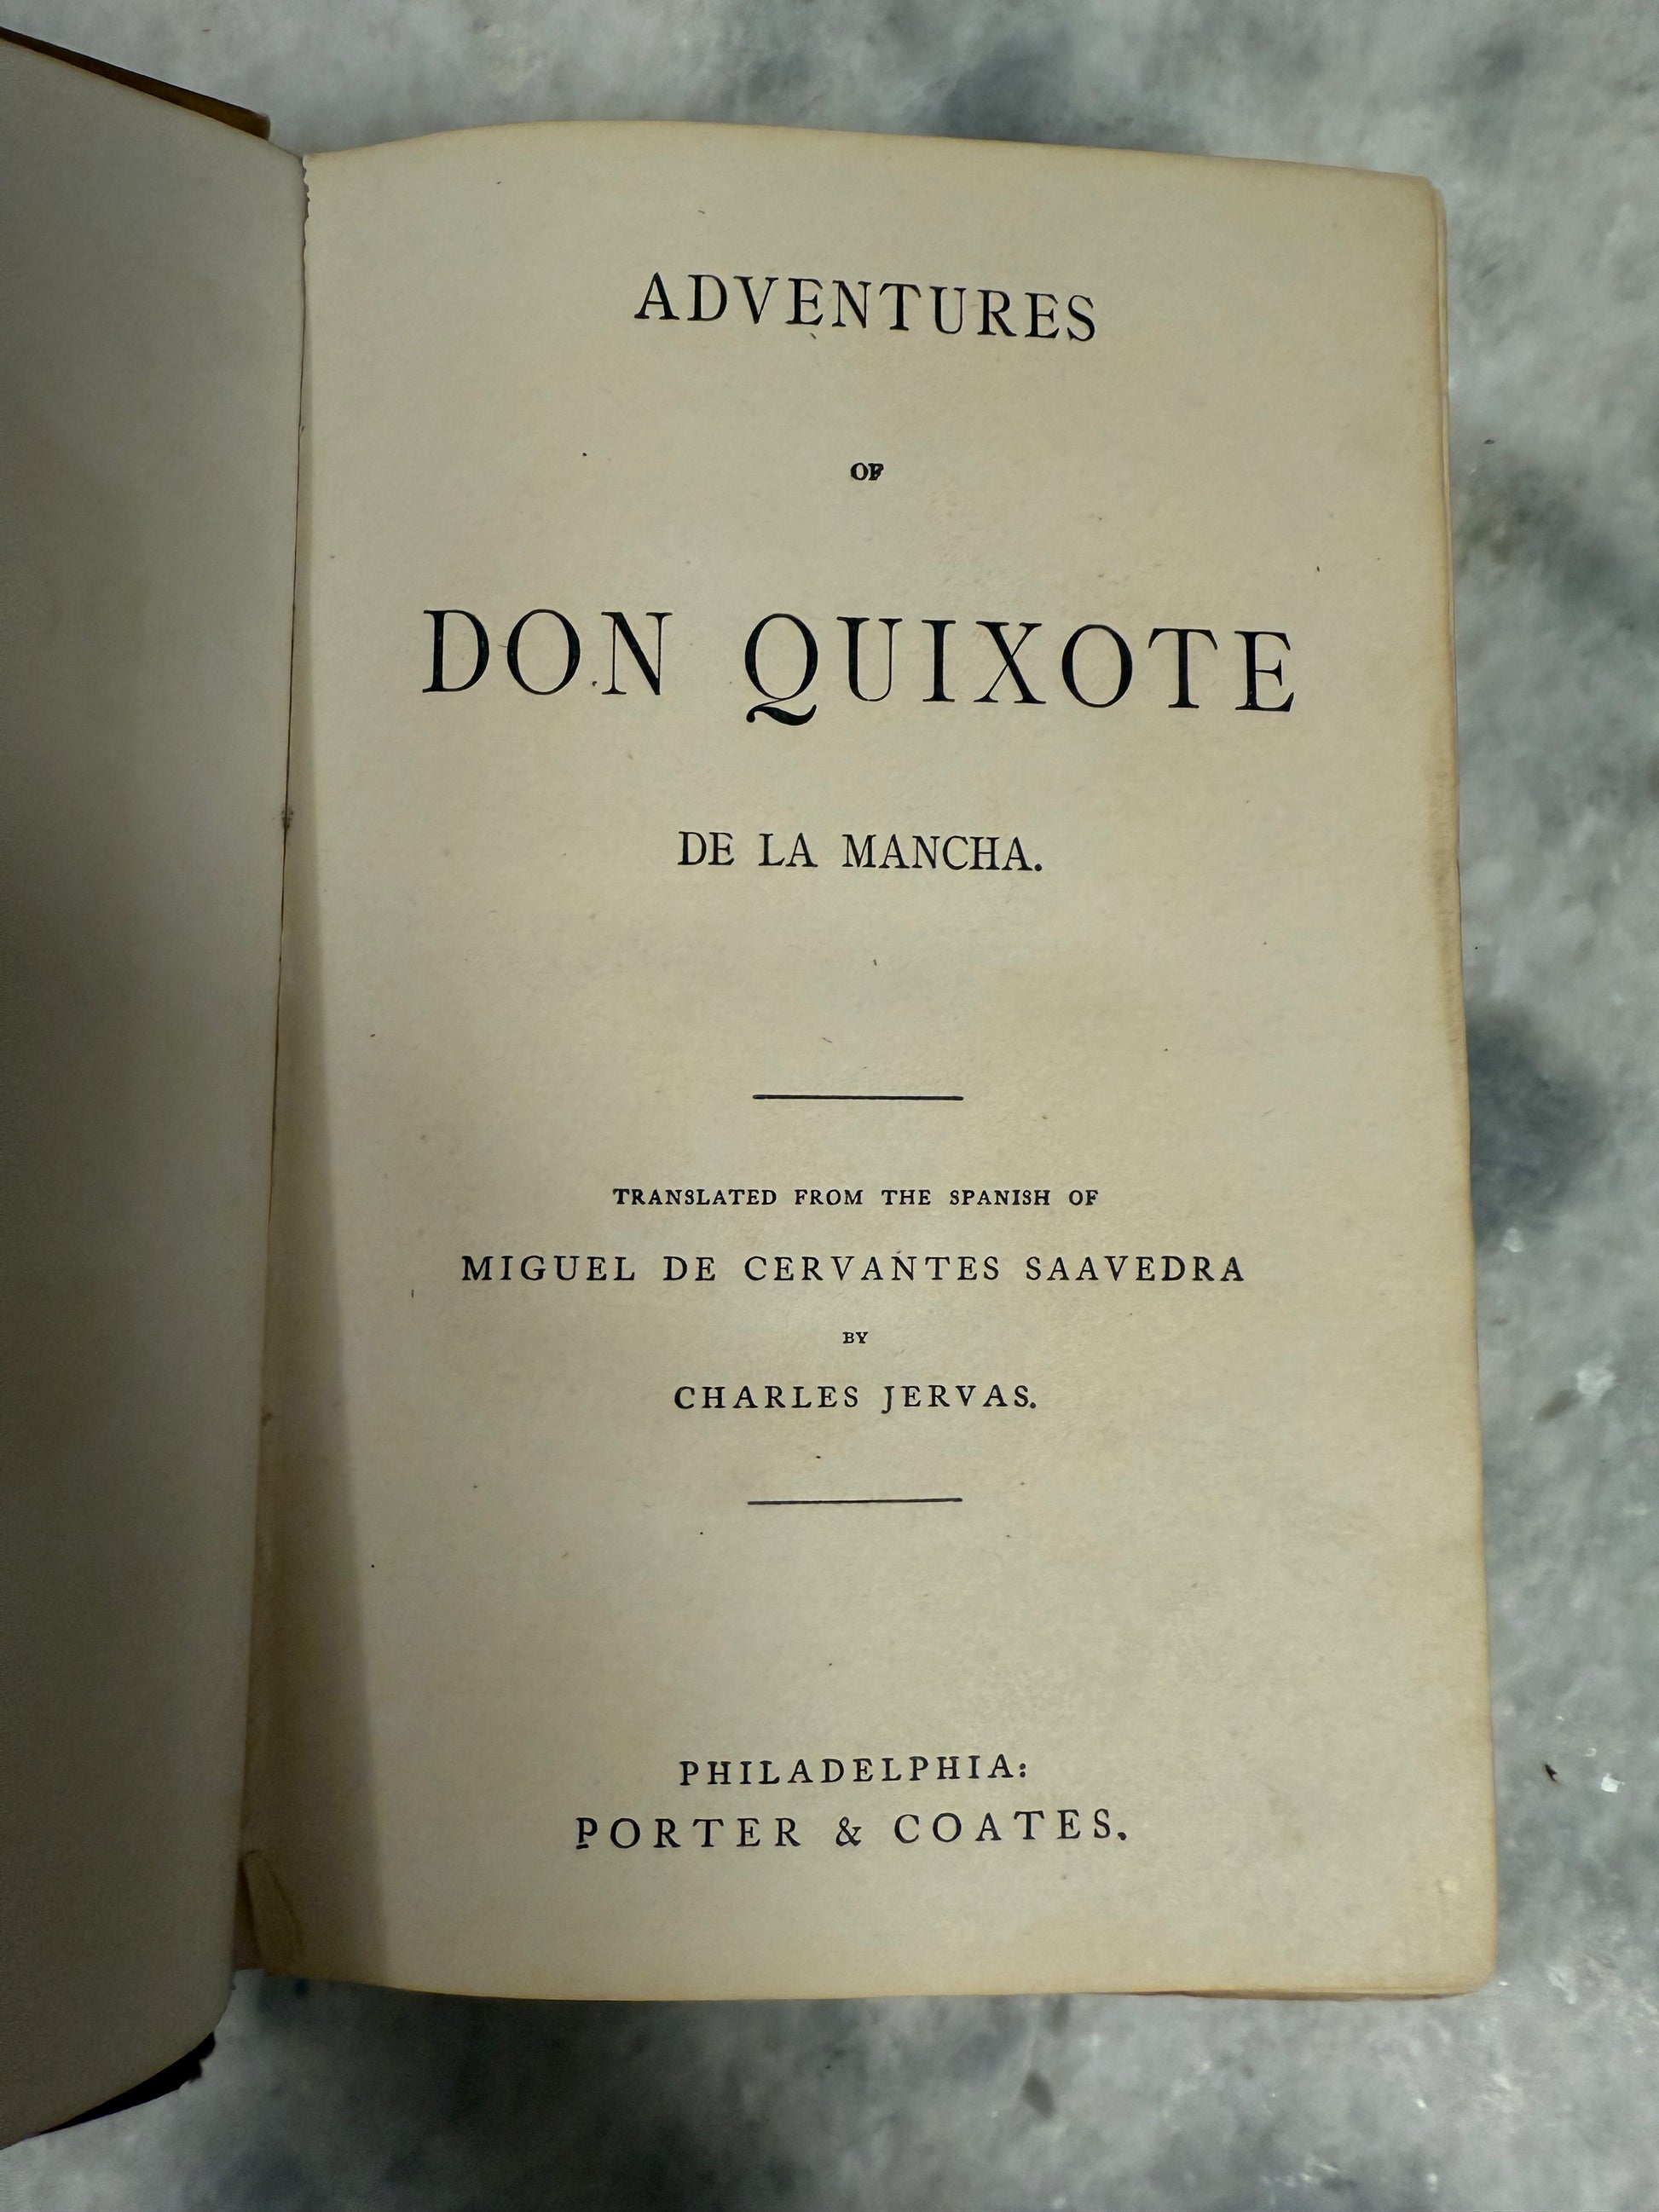 ADVENTURES
OF
DON QUIXOTE
DE LA MANCHA.
TRANSLATED FROM THE SPANISH OF
MIGUEL DE CERVANTES SAAVEDRA
BY
CHARLES JERVAS.
PHILADELPHIA:
PORTER & COATES.